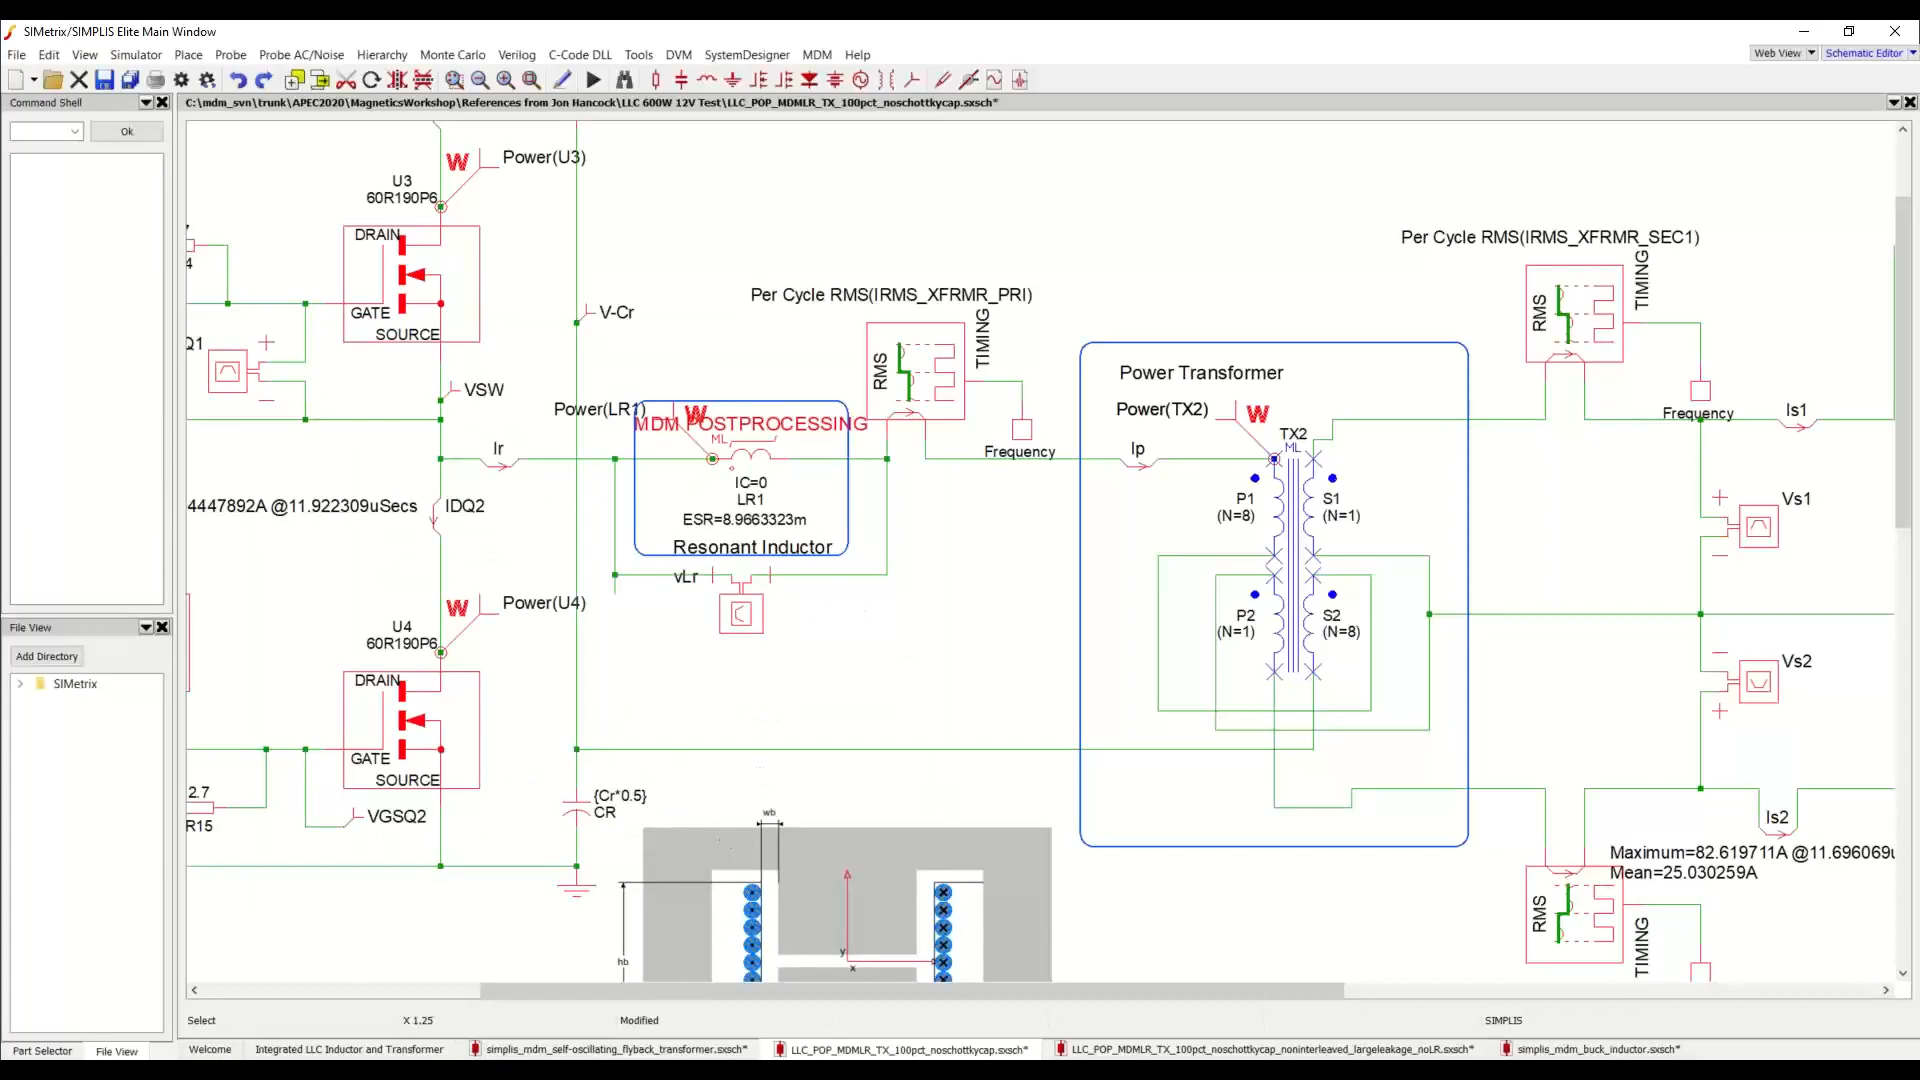 SIMetrix/SIMPLIS Elite Main Window
File Edit View Simulator Place Probe Probe AC/Noise Hierarchy Monte Carlo Verilog C-Code DLL Tools DVM SystemDesigner MDM Help
Web View Schematic Editor
Command Shell
C:\mdm_svn\trunk\APEC2020\MagneticsWorkshop\References from Jon Hancock\LLC 600W 12V Test\LLC_POP_MDMLR_TX_100pct_noschottkycap.sxsch*
Ok
W Power(U3)
U3
60R190P6
DRAIN
GATE
SOURCE
4
Q1
VSW
V-Cr
Per Cycle RMS(IRMS_XFRMR_PRI)
RMS
TIMING
Frequency
Per Cycle RMS(IRMS_XFRMR_SEC1)
RMS
TIMING
Frequency
Is1
Power(LR1)
W
MDM POSTPROCESSING
ML
IC=0
LR1
ESR=8.9663323m
Resonant Inductor
vLr
Ir
Ip
4447892A @11.922309uSecs
IDQ2
Power Transformer
Power(TX2)
W
TX2
ML
P1
(N=8)
S1
(N=1)
P2
(N=1)
S2
(N=8)
Vs1
Vs2
W Power(U4)
U4
60R190P6
DRAIN
GATE
SOURCE
2.7
R15
VGSQ2
{Cr*0.5}
CR
wb
hb
y
x
Is2
Maximum=82.619711A @11.696069u
Mean=25.030259A
RMS
TIMING
File View
Add Directory
SIMetrix
Select X 1.25 Modified SIMPLIS
Part Selector File View
Welcome Integrated LLC Inductor and Transformer simplis_mdm_self-oscillating_flyback_transformer.sxsch* LLC_POP_MDMLR_TX_100pct_noschottkycap.sxsch* LLC_POP_MDMLR_TX_100pct_noschottkycap_noninterleaved_largeleakage_noLR.sxsch* simplis_mdm_buck_inductor.sxsch*